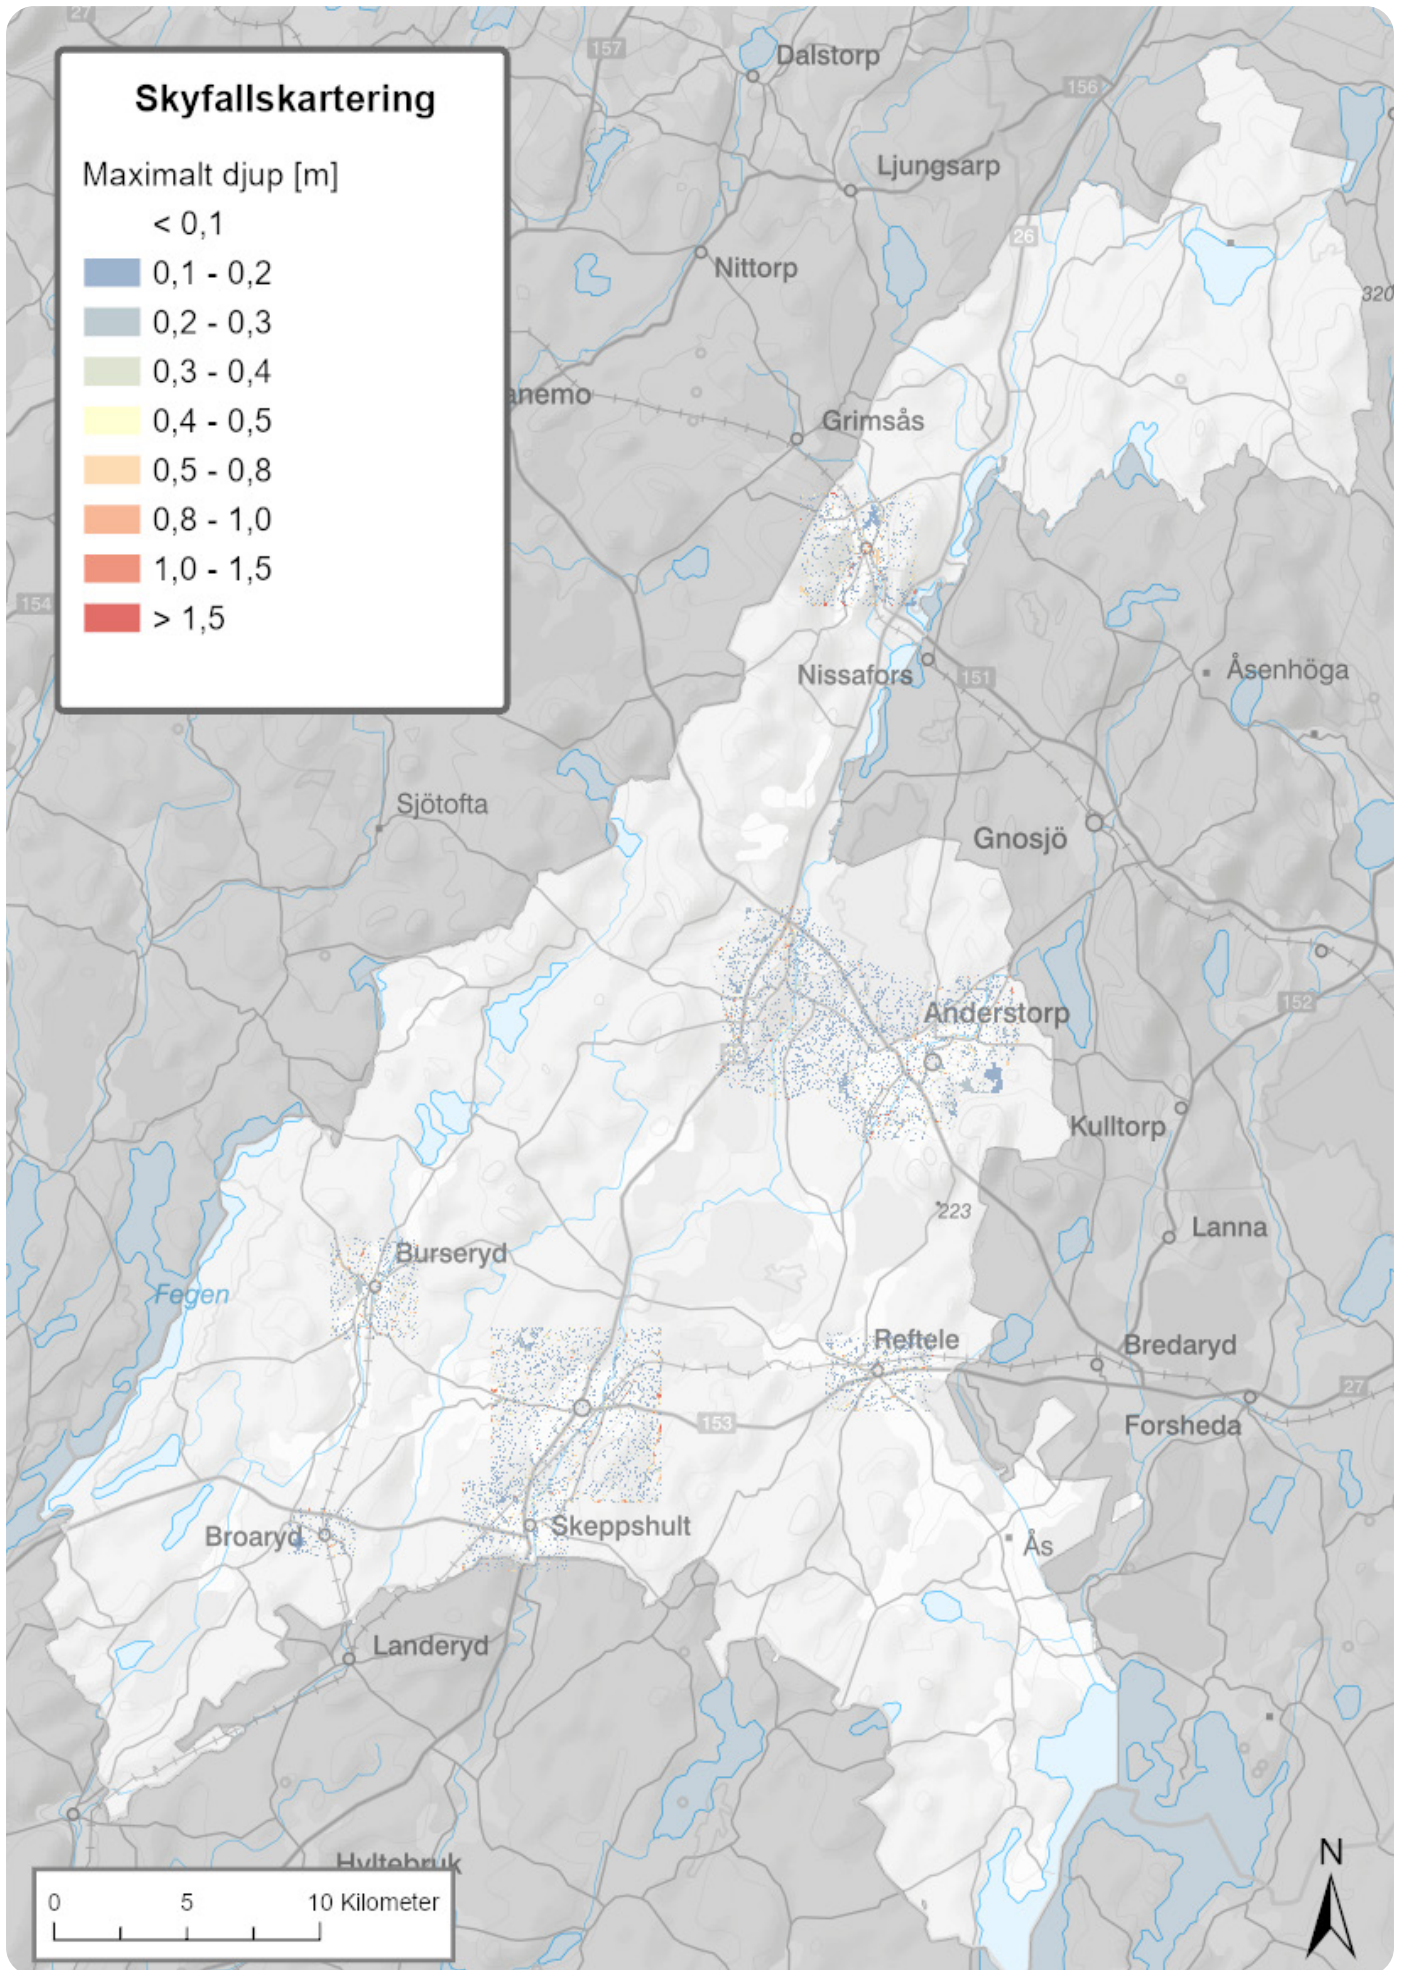 27
157
Dalstorp
156
Skyfallskartering
Ljungsarp
Maximalt djup [m]
< 0,1
26
0,1 - 0,2
Nittorp
320
0,2 - 0,3
0,3 - 0,4
anemo
0,4 - 0,5
Grimsås
0,5 - 0,8
0,8 - 1,0
1,0 - 1,5
154
> 1,5
Nissafors
151
Åsenhöga
Sjötofta
Gnosjö
152
Anderstorp
Kulltorp
223
Lanna
Burseryd
Fegen
Reftele
Bredaryd
27
153
Forsheda
Broaryd
Skeppshult
Ås
Landeryd
N
Hyltebruk
0 5 10 Kilometer